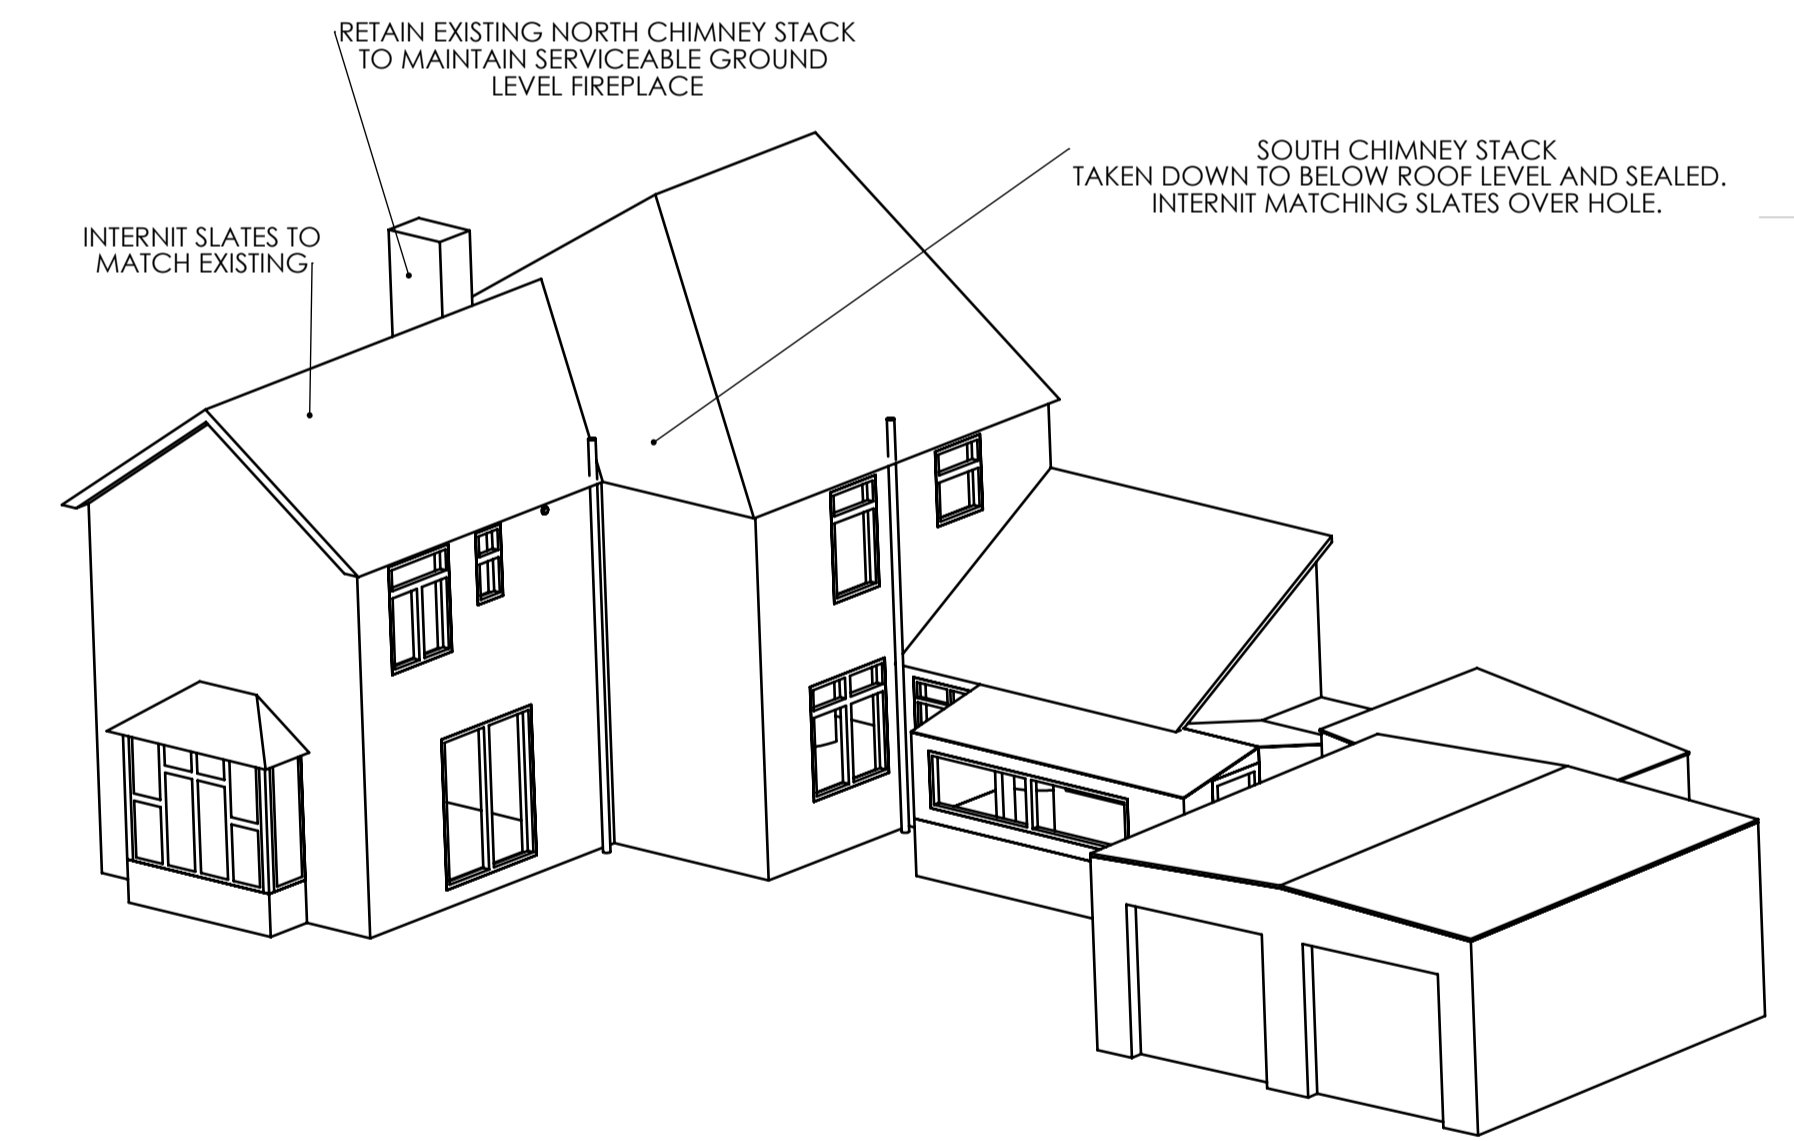 RETAIN EXISTING NORTH CHIMNEY STACK
TO MAINTAIN SERVICEABLE GROUND
LEVEL FIREPLACE
SOUTH CHIMNEY STACK
TAKEN DOWN TO BELOW ROOF LEVEL AND SEALED.
INTERNIT MATCHING SLATES OVER HOLE.
INTERNIT SLATES TO
MATCH EXISTING